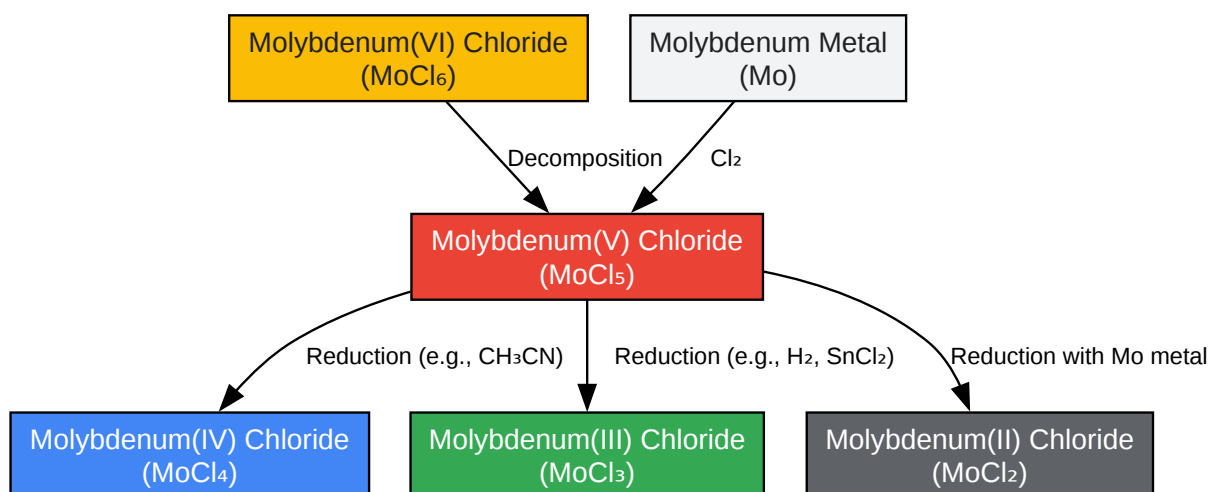 Molybdenum(VI) Chloride
(MoCl₆)
Molybdenum Metal
(Mo)
Decomposition
Cl₂
Molybdenum(V) Chloride
(MoCl₅)
Reduction (e.g., CH₃CN)
Reduction (e.g., H₂, SnCl₂)
Reduction with Mo metal
Molybdenum(IV) Chloride
(MoCl₄)
Molybdenum(III) Chloride
(MoCl₃)
Molybdenum(II) Chloride
(MoCl₂)